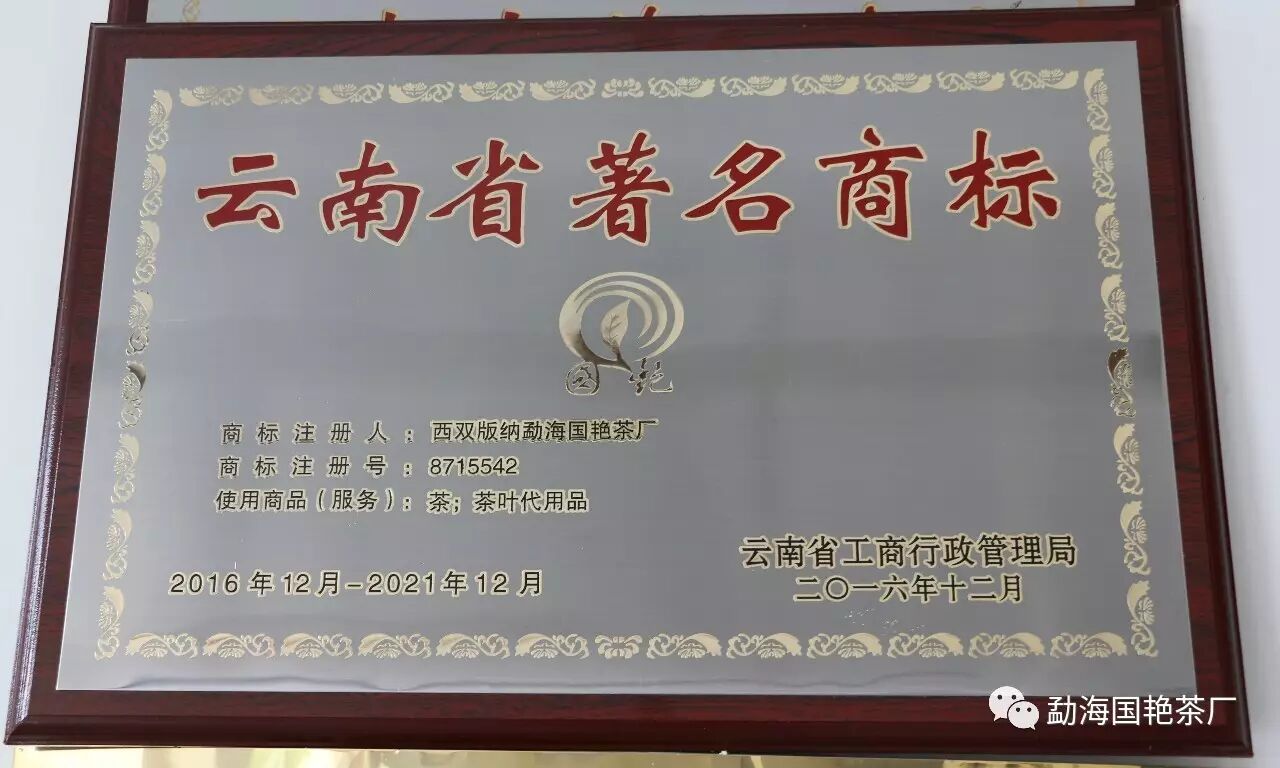 云南省著名商标
国艳
商标注册人：西双版纳勐海国艳茶厂
商标注册号：8715542
使用商品（服务）：茶；茶叶代用品
2016年12月-2021年12月
云南省工商行政管理局
二〇一六年十二月
勐海国艳茶厂